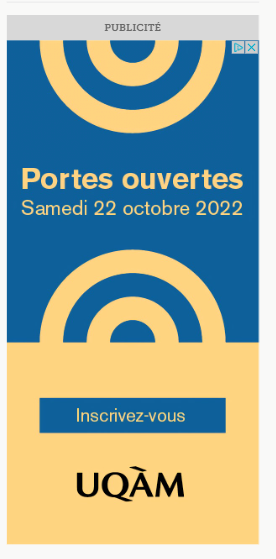 PUBLICITÉ
Portes ouvertes
Samedi 22 octobre 2022
Inscrivez-vous
UQÀM